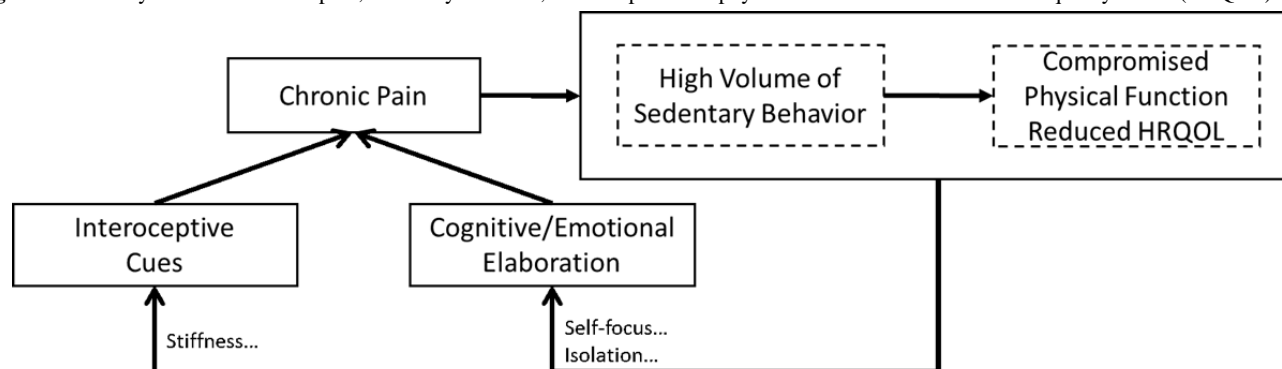 Chronic Pain
High Volume of
Sedentary Behavior
Compromised
Physical Function
Reduced HRQOL
Interoceptive
Cues
Cognitive/Emotional
Elaboration
Stiffness...
Self-focus...
Isolation...